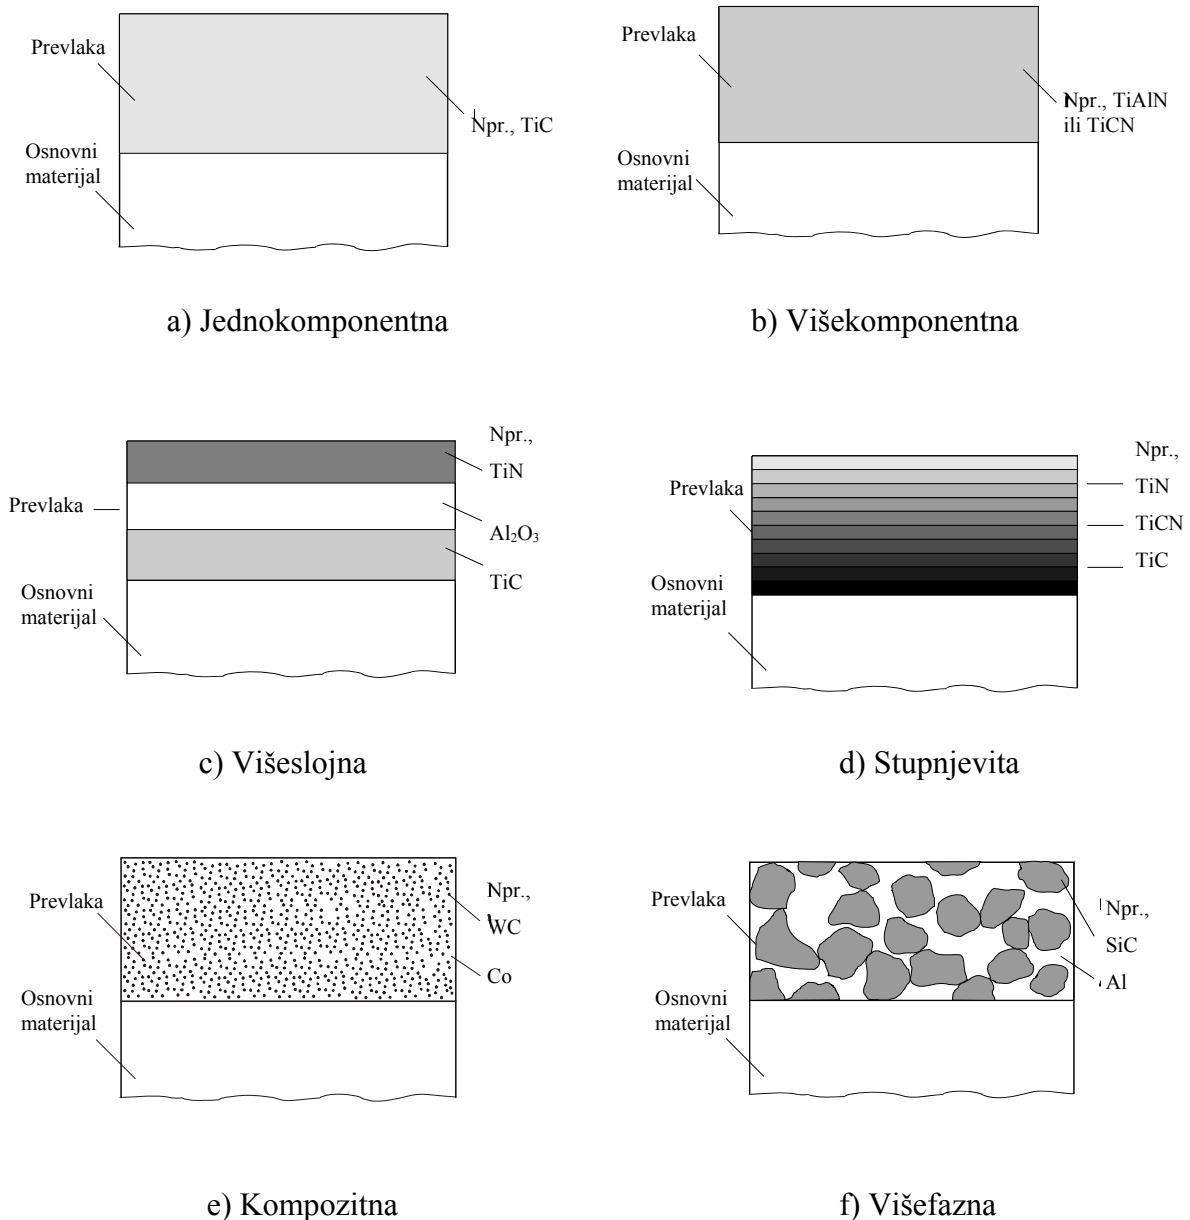 Prevlaka
Npr., TiC
Osnovni
materijal
a) Jednokomponentna
Prevlaka
Npr., TiAlN
ili TiCN
Osnovni
materijal
b) Višekomponentna
Npr.,
TiN
Prevlaka
Al₂O₃
TiC
Osnovni
materijal
c) Višeslojna
Npr.,
Prevlaka
TiN
TiCN
TiC
Osnovni
materijal
d) Stupnjevita
Npr.,
Prevlaka
WC
Co
Osnovni
materijal
e) Kompozitna
Prevlaka
Npr.,
SiC
Al
Osnovni
materijal
f) Višefazna